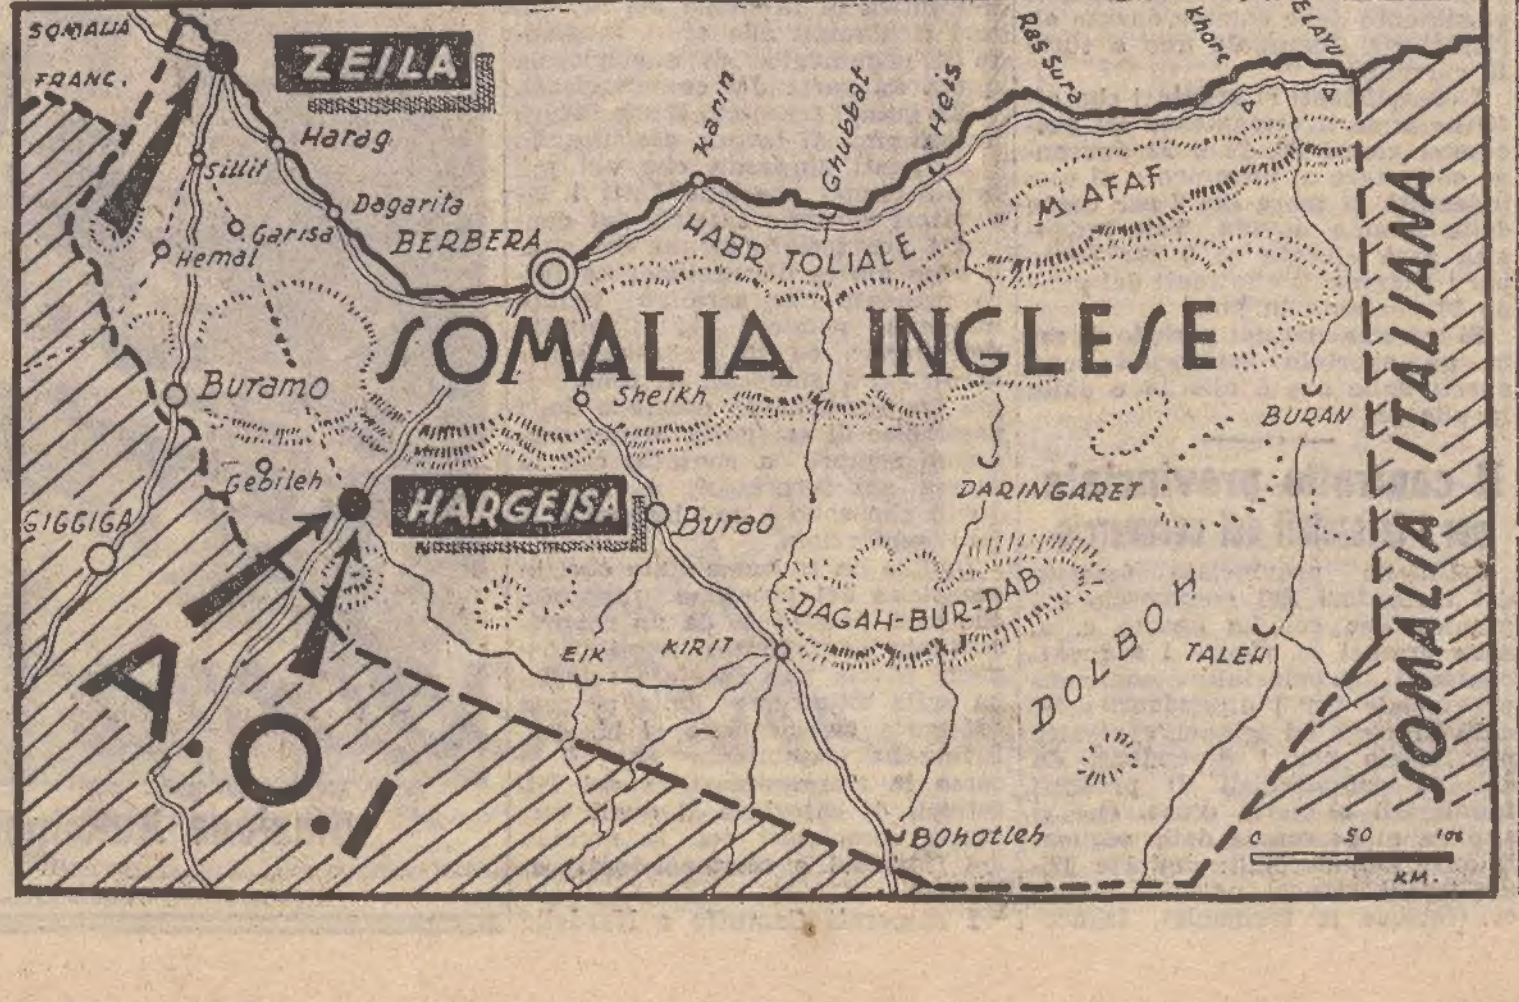 SOMALIA
FRANC.
ZEILA
Harag
Sillit
Dagarita
Garisa
Hemal
BERBERA
Karin
Ghubbat
Heis
Ras Sura
Khorc
ELAYU
M. AFAF
HABR TOLIALE
SOMALIA INGLESE
SOMALIA ITALIANA
Buramo
Sheikh
BURAN
Gebileh
HARGEISA
Burao
DARINGARET
GIGGIGA
DAGAH-BUR-DAB
EIK
KIRIT
DOLBOH
TALEH
A.O.I
BOHOTLEH
0 50 100
KM.